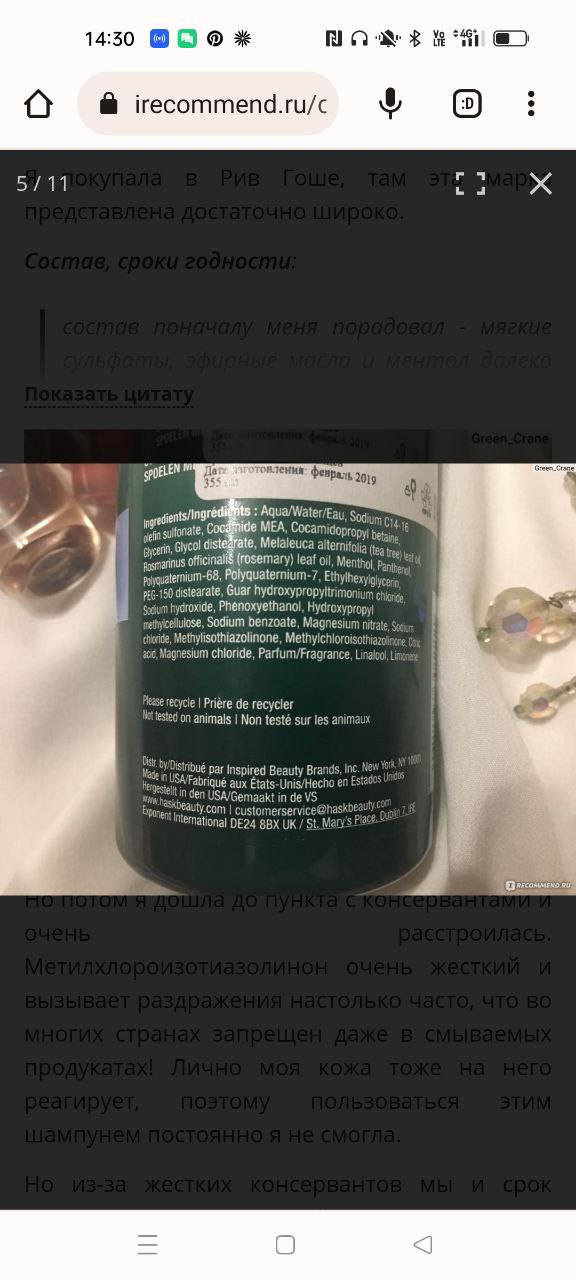 14:30
irecommend.ru/c
5 / 11
Я покупала в Рив Гоше, там эта марка
представлена достаточно широко.
Состав, сроки годности:
состав поначалу меня порадовал - мягкие
сульфаты, эфирные масла и ментол далеко
Показать цитату
Green_Crane
Дата изготовления: февраль 2019
355
SPOELEN
Green_Crane
Ingredients/Ingrédients : Aqua/Water/Eau, Sodium C14-16
olefin sulfonate, Cocamide MEA, Cocamidopropyl betaine,
Glycerin, Glycol distearate, Melaleuca alternifolia (tea tree) leaf oil,
Rosmarinus officinalis (rosemary) leaf oil, Menthol, Panthenol,
Polyquaternium-68, Polyquaternium-7, Ethylhexylglycerin,
PEG-150 distearate, Guar hydroxypropyltrimonium chloride,
Sodium hydroxide, Phenoxyethanol, Hydroxypropyl
methylcellulose, Sodium benzoate, Magnesium nitrate, Sodium
chloride, Methylisothiazolinone, Methylchloroisothiazolinone, Citric
acid, Magnesium chloride, Parfum/Fragrance, Linalool, Limonene
Please recycle | Prière de recycler
Not tested on animals | Non testé sur les animaux
Distr. by/Distribué par Inspired Beauty Brands, Inc. New York, NY 10001
Made in USA/Fabriqué aux États-Unis/Hecho en Estados Unidos
Hergestellt in den USA/Gemaakt in de VS
www.haskbeauty.com | customerservice@haskbeauty.com
Exponent International DE24 8BX UK / St. Mary's Place, Dublin 7, IRE
IRECOMMEND.RU
Но потом я дошла до пункта с консервантами и
очень расстроилась.
Метилхлороизотиазолинон очень жесткий и
вызывает раздражения настолько часто, что во
многих странах запрещен даже в смываемых
продукатах! Лично моя кожа тоже на него
реагирует, поэтому пользоваться этим
шампунем постоянно я не смогла.
Но из-за жестких консервантов мы и срок